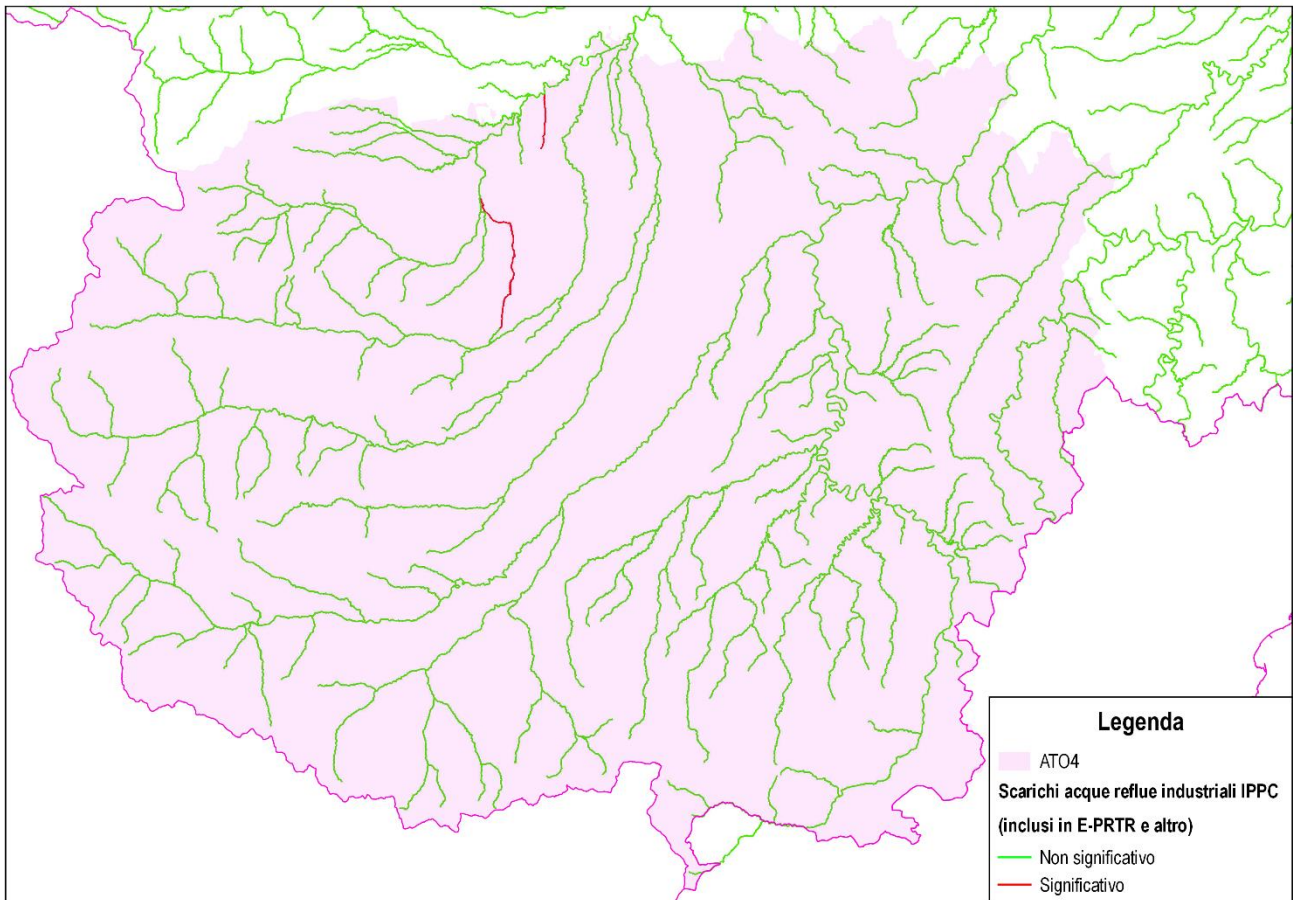 Legenda
ATO4
Scarichi acque reflue industriali IPPC
(inclusi in E-PRTR e altro)
Non significativo
Significativo